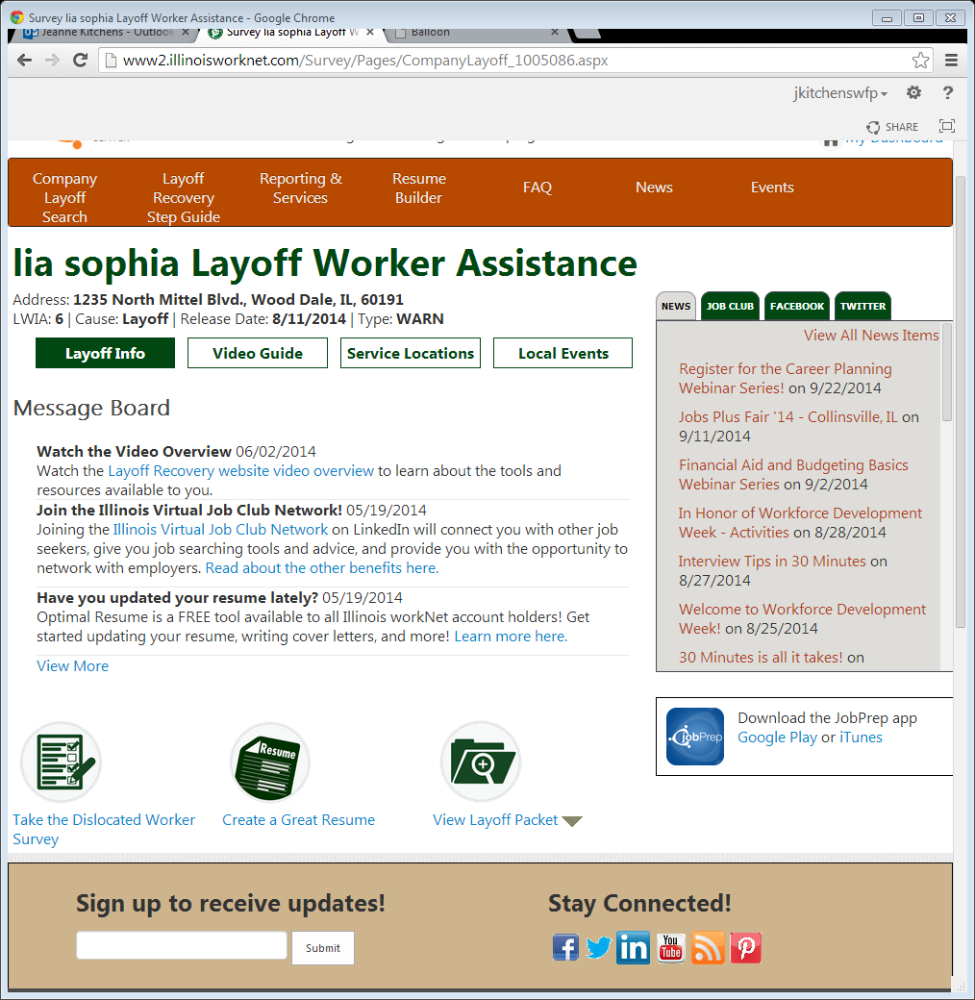 Survey lia sophia Layoff Worker Assistance - Google Chrome
Jeanne Kitchens - Outlook
Survey lia sophia Layoff W
Balloon
www2.illinoisworknet.com/Survey/Pages/CompanyLayoff_1005086.aspx
jkitchenswfp
?
SHARE
My Dashboard
Company
Layoff
Search
Layoff
Recovery
Step Guide
Reporting &
Services
Resume
Builder
FAQ
News
Events
lia sophia Layoff Worker Assistance
Address: 1235 North Mittel Blvd., Wood Dale, IL, 60191
LWIA: 6 | Cause: Layoff | Release Date: 8/11/2014 | Type: WARN
Layoff Info
Video Guide
Service Locations
Local Events
Message Board
Watch the Video Overview 06/02/2014
Watch the Layoff Recovery website video overview to learn about the tools and
resources available to you.
Join the Illinois Virtual Job Club Network! 05/19/2014
Joining the Illinois Virtual Job Club Network on LinkedIn will connect you with other job
seekers, give you job searching tools and advice, and provide you with the opportunity to
network with employers. Read about the other benefits here.
Have you updated your resume lately? 05/19/2014
Optimal Resume is a FREE tool available to all Illinois workNet account holders! Get
started updating your resume, writing cover letters, and more! Learn more here.
View More
NEWS
JOB CLUB
FACEBOOK
TWITTER
View All News Items
Register for the Career Planning
Webinar Series! on 9/22/2014
Jobs Plus Fair '14 - Collinsville, IL on
9/11/2014
Financial Aid and Budgeting Basics
Webinar Series on 9/2/2014
In Honor of Workforce Development
Week - Activities on 8/28/2014
Interview Tips in 30 Minutes on
8/27/2014
Welcome to Workforce Development
Week! on 8/25/2014
30 Minutes is all it takes! on
jobPrep
Download the JobPrep app
Google Play or iTunes
Resume
Take the Dislocated Worker
Survey
Create a Great Resume
View Layoff Packet
Sign up to receive updates!
Submit
Stay Connected!
f
in
You
Tube